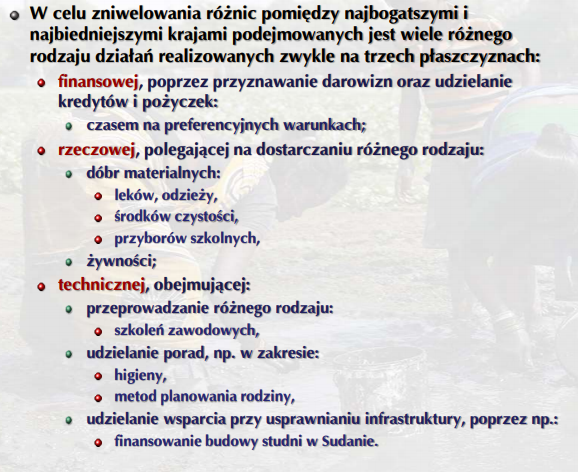 W celu zniwelowania różnic pomiędzy najbogatszymi i
najbiedniejszymi krajami podejmowanych jest wiele różnego
rodzaju działań realizowanych zwykle na trzech płaszczyznach:
finansowej, poprzez przyznawanie darowizn oraz udzielanie
kredytów i pożyczek:
czasem na preferencyjnych warunkach;
rzeczowej, polegającej na dostarczaniu różnego rodzaju:
dóbr materialnych:
leków, odzieży,
środków czystości,
przyborów szkolnych,
żywności;
technicznej, obejmującej:
przeprowadzanie różnego rodzaju:
szkoleń zawodowych,
udzielanie porad, np. w zakresie:
higieny,
metod planowania rodziny,
udzielanie wsparcia przy usprawnianiu infrastruktury, poprzez np.:
finansowanie budowy studni w Sudanie.